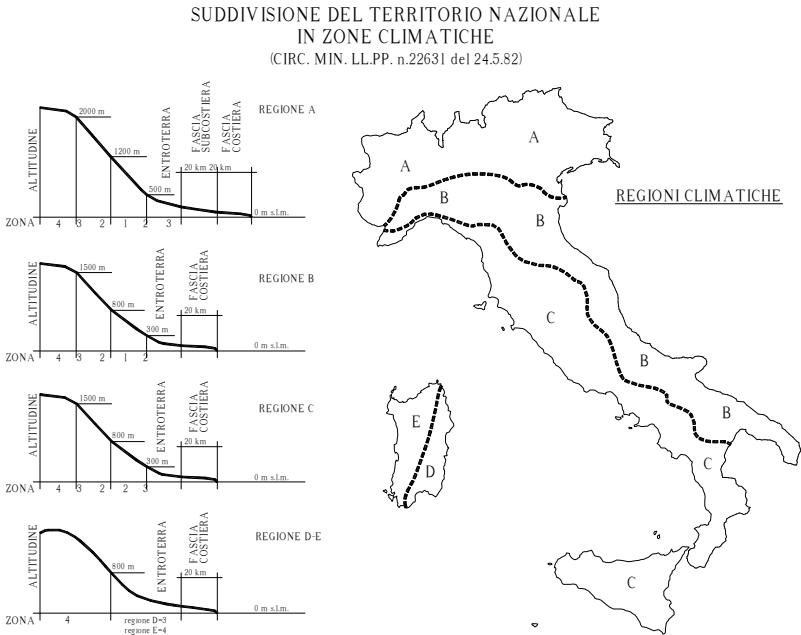 SUDDIVISIONE DEL TERRITORIO NAZIONALE
IN ZONE CLIMATICHE
(CIRC. MIN. LL.PP. n.22631 del 24.5.82)
ALTITUDINE
2000 m
1200 m
500 m
ENTROTERRA
FASCIA
SUBCOSTIERA
FASCIA
COSTIERA
20 km 20 km
REGIONE A
0 m s.l.m.
ZONA 4 3 2 1 2 3
ALTITUDINE
1500 m
800 m
300 m
ENTROTERRA
FASCIA
COSTIERA
20 km
REGIONE B
0 m s.l.m.
ZONA 4 3 2 1 2
ALTITUDINE
1500 m
800 m
300 m
ENTROTERRA
FASCIA
COSTIERA
20 km
REGIONE C
0 m s.l.m.
ZONA 4 3 2 2 3
ALTITUDINE
800 m
ENTROTERRA
FASCIA
COSTIERA
20 km
REGIONE D-E
0 m s.l.m.
ZONA 4 regione D=3
regione E=4
REGIONI CLIMATICHE
A
A
B
B
C
B
B
E
D
C
C